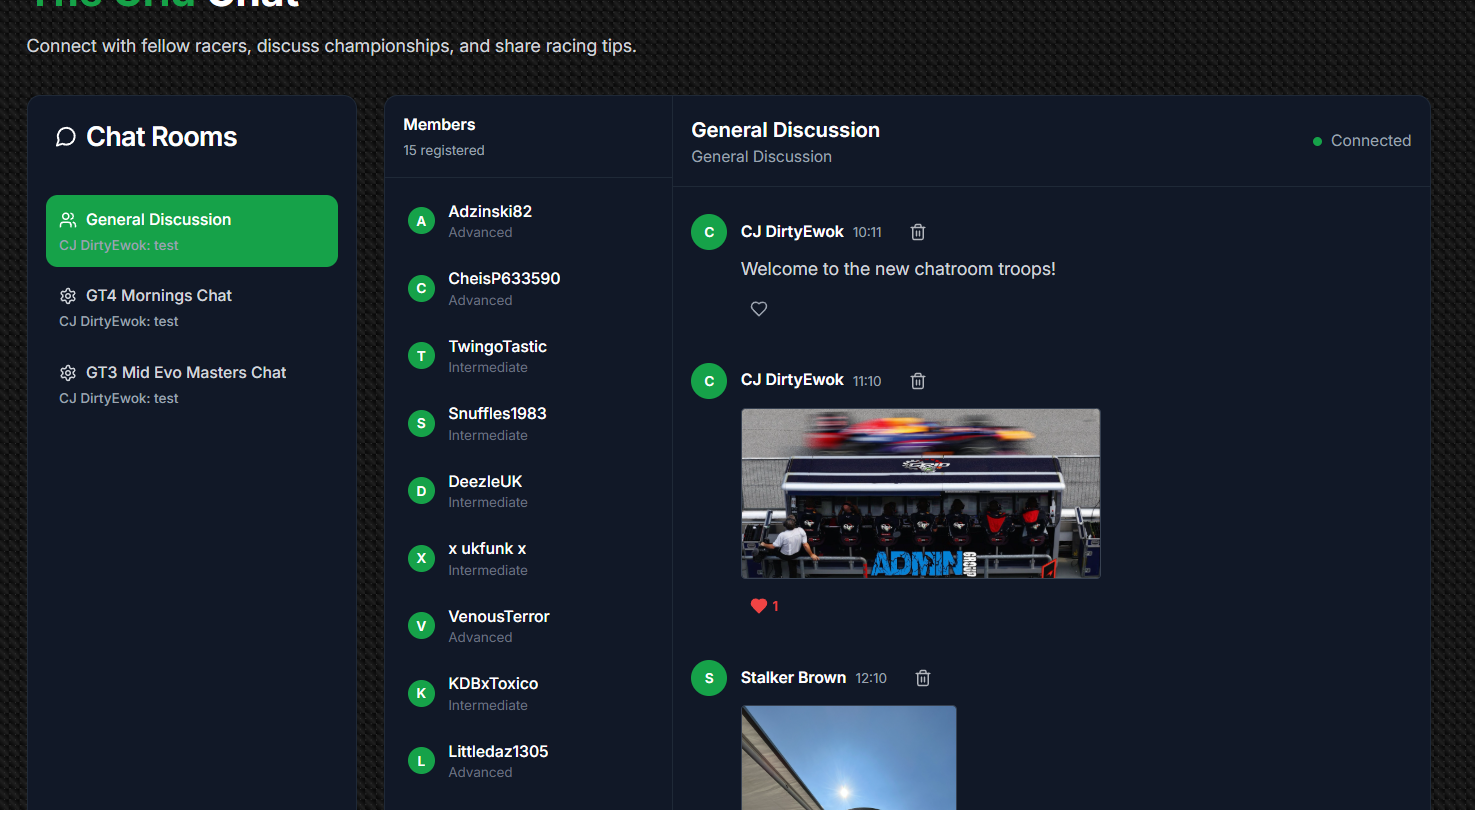 The Grid Chat
Connect with fellow racers, discuss championships, and share racing tips.
Chat Rooms
General Discussion
CJ DirtyEwok: test
GT4 Mornings Chat
CJ DirtyEwok: test
GT3 Mid Evo Masters Chat
CJ DirtyEwok: test
Members
15 registered
A
Adzinski82
Advanced
C
CheisP633590
Advanced
T
TwingoTastic
Intermediate
S
Snuffles1983
Intermediate
D
DeezleUK
Intermediate
X
x ukfunk x
Intermediate
V
VenousTerror
Advanced
K
KDBxToxico
Intermediate
L
Littledaz1305
Advanced
General Discussion
General Discussion
Connected
C
CJ DirtyEwok 10:11
Welcome to the new chatroom troops!
C
CJ DirtyEwok 11:10
GRID
ADMIN
GROUP
1
S
Stalker Brown 12:10